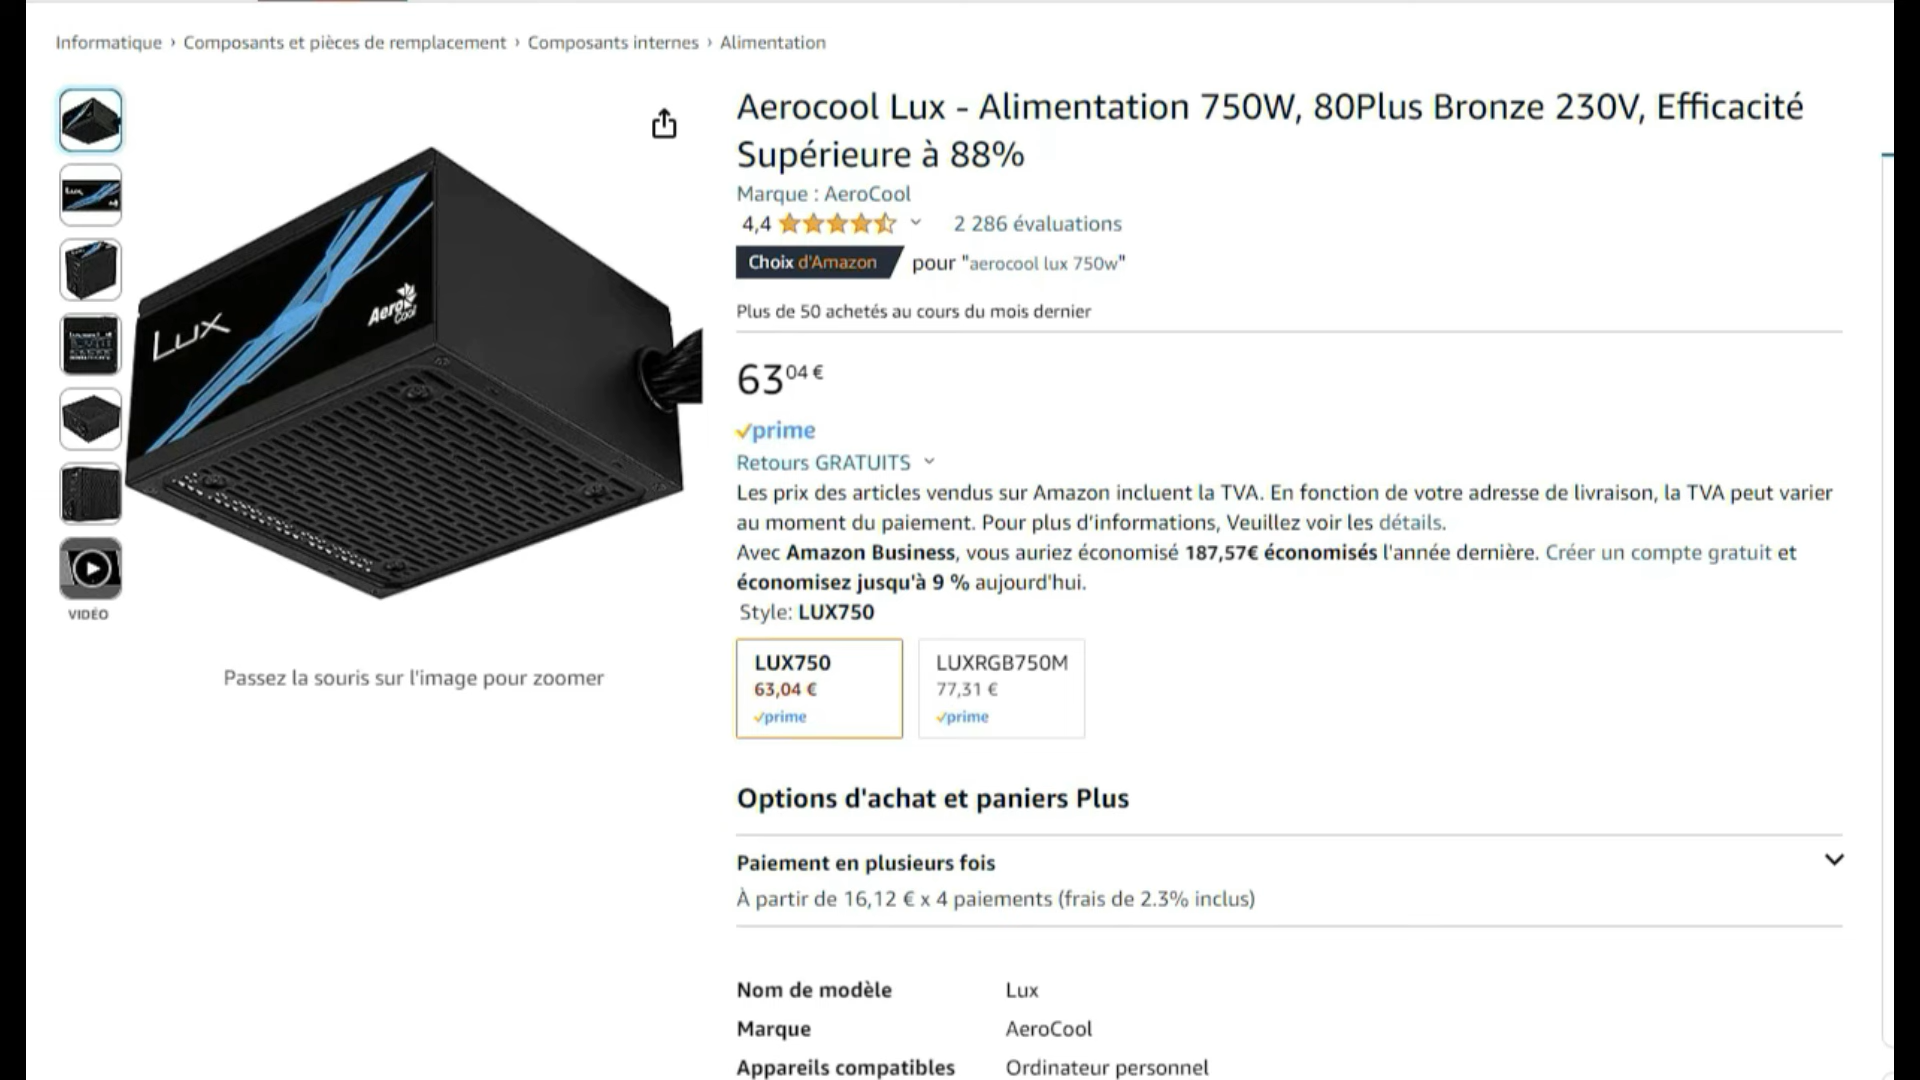 Informatique › Composants et pièces de remplacement › Composants internes › Alimentation
Aerocool Lux - Alimentation 750W, 80Plus Bronze 230V, Efficacité
Supérieure à 88%
Marque : AeroCool
4,4
2 286 évaluations
Choix d'Amazon pour "aerocool lux 750w"
Plus de 50 achetés au cours du mois dernier
63,04 €
prime
Retours GRATUITS
Les prix des articles vendus sur Amazon incluent la TVA. En fonction de votre adresse de livraison, la TVA peut varier
au moment du paiement. Pour plus d'informations, Veuillez voir les détails.
Avec Amazon Business, vous auriez économisé 187,57€ économisés l'année dernière. Créer un compte gratuit et
économisez jusqu'à 9 % aujourd'hui.
Style: LUX750
LUX750
63,04 €
prime
LUXRGB750M
77,31 €
prime
Options d'achat et paniers Plus
Paiement en plusieurs fois
À partir de 16,12 € x 4 paiements (frais de 2.3% inclus)
Nom de modèle Lux
Marque AeroCool
Appareils compatibles Ordinateur personnel
Lux
AeroCool
VIDÉO
Passez la souris sur l'image pour zoomer